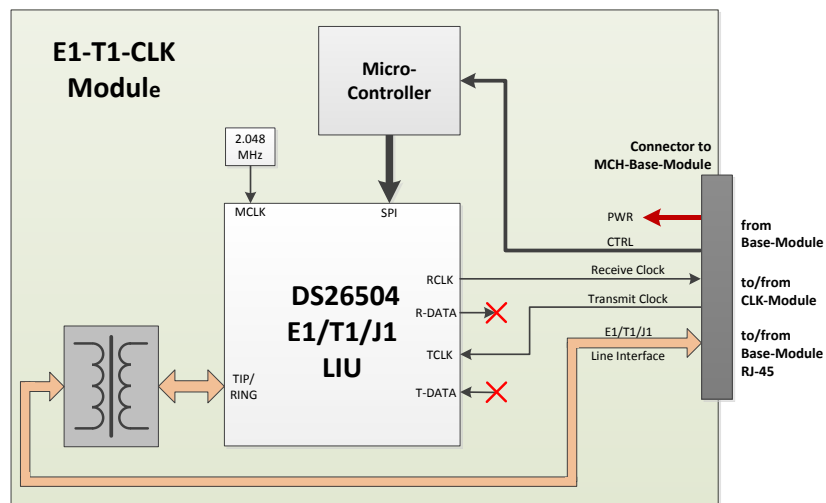 E1-T1-CLK
Module
Micro-
Controller
2.048
MHz
Connector to
MCH-Base-Module
MCLK
SPI
PWR
CTRL
from
Base-Module
RCLK
Receive Clock
DS26504
E1/T1/J1
LIU
R-DATA
Transmit Clock
to/from
CLK-Module
TCLK
E1/T1/J1
Line Interface
to/from
Base-Module
RJ-45
TIP/
RING
T-DATA